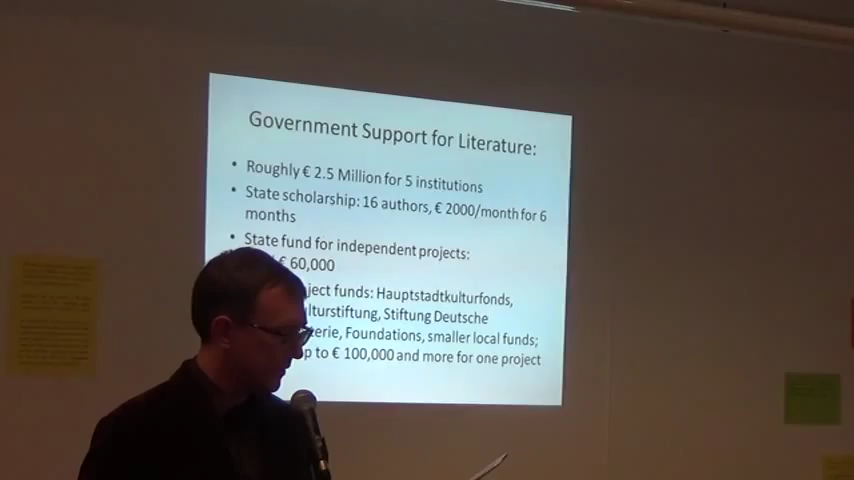 Government Support for Literature:
• Roughly € 2.5 Million for 5 institutions
• State scholarship: 16 authors, € 2000/month for 6
months
• State fund for independent projects:
€ 60,000
ject funds: Hauptstadtkulturfonds,
lturstiftung, Stiftung Deutsche
terie, Foundations, smaller local funds;
p to € 100,000 and more for one project